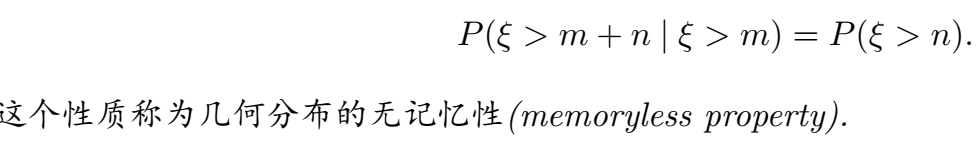 P(ξ > m + n | ξ > m) = P(ξ > n).
这个性质称为几何分布的无记忆性(memoryless property).